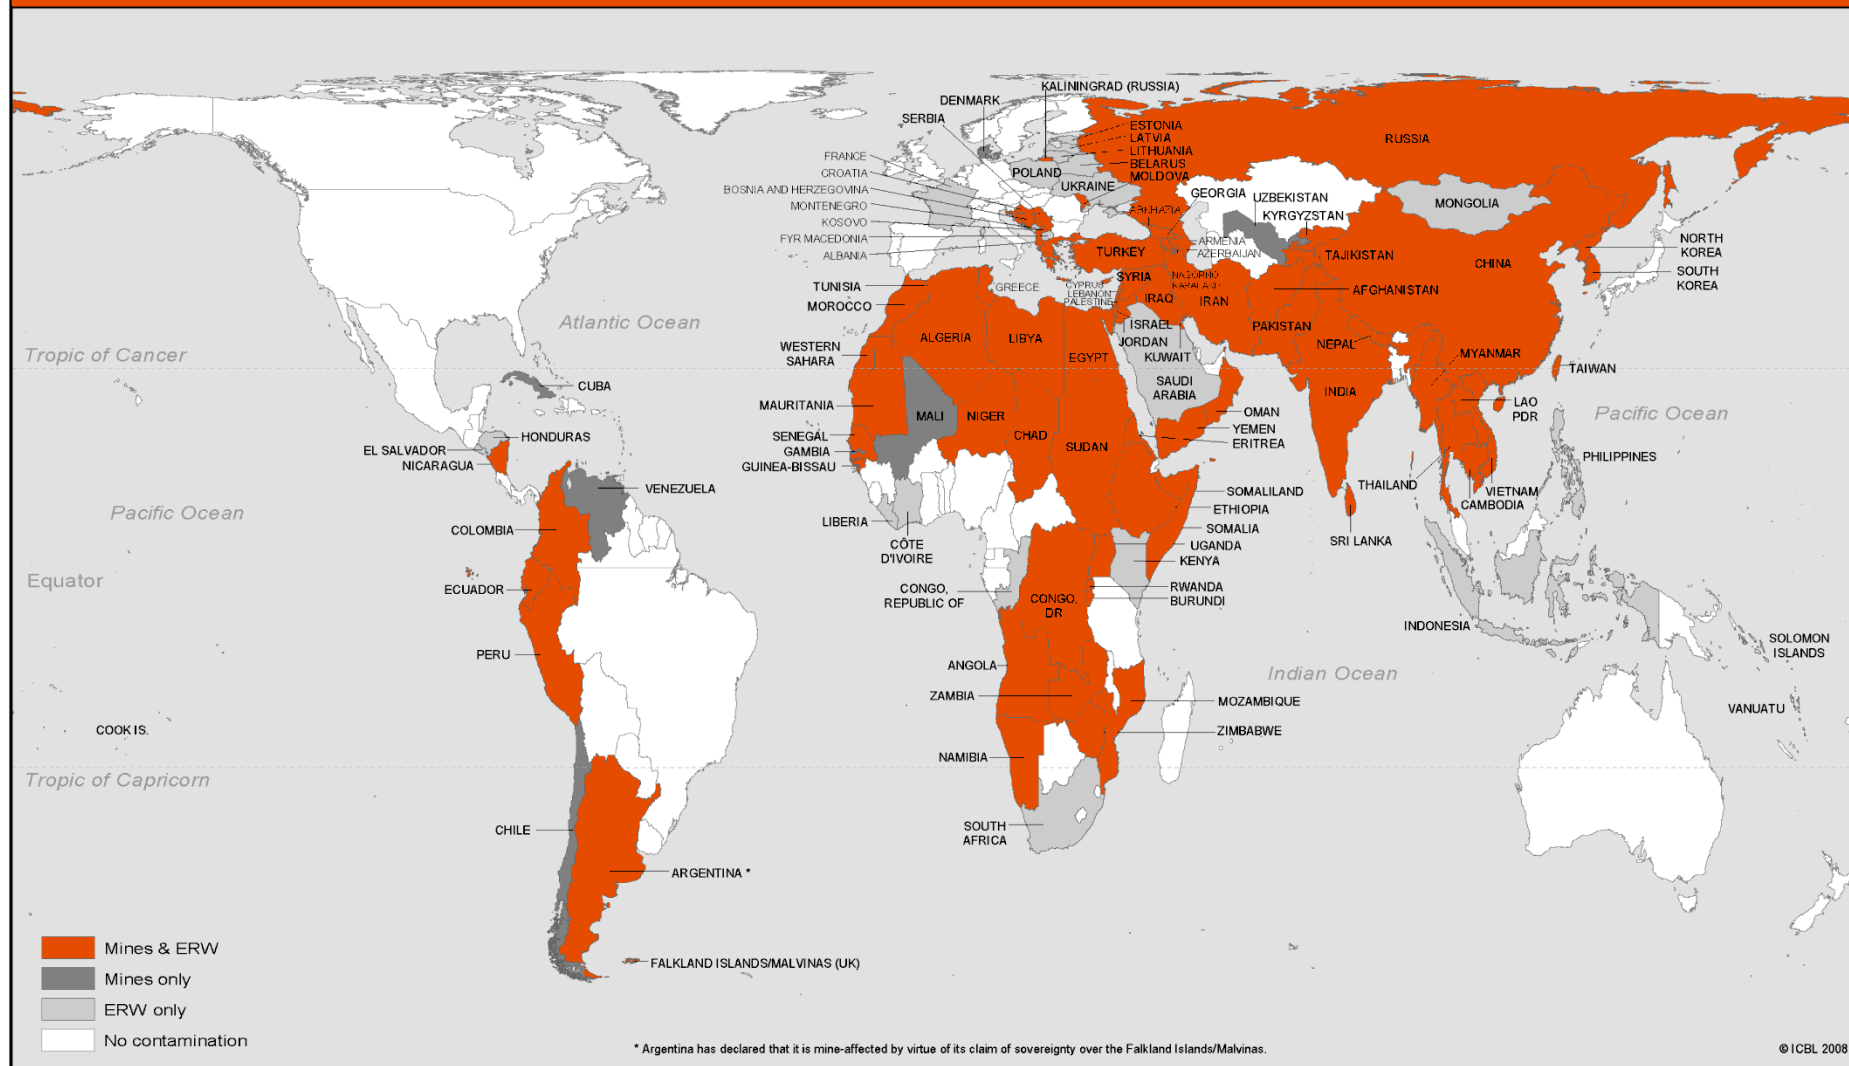 KALININGRAD (RUSSIA)
DENMARK
SERBIA
ESTONIA
LATVIA
LITHUANIA
BELARUS
MOLDOVA
RUSSIA
FRANCE
CROATIA
BOSNIA AND HERZEGOVINA
MONTENEGRO
KOSOVO
FYR MACEDONIA
ALBANIA
POLAND
UKRAINE
GEORGIA
UZBEKISTAN
KYRGYZSTAN
MONGOLIA
ABKHAZIA
ARMENIA
AZERBAIJAN
TURKEY
TAJIKISTAN
CHINA
NORTH
KOREA
SOUTH
KOREA
TUNISIA
MOROCCO
GREECE
CYPRUS
LEBANON
PALESTINE
SYRIA
NAGORNO
KARABAKH
IRAQ
IRAN
AFGHANISTAN
Atlantic Ocean
Tropic of Cancer
WESTERN
SAHARA
ALGERIA
LIBYA
EGYPT
ISRAEL
JORDAN
KUWAIT
PAKISTAN
NEPAL
MYANMAR
TAIWAN
CUBA
SAUDI
ARABIA
INDIA
LAO
PDR
Pacific Ocean
MAURITANIA
MALI
NIGER
CHAD
SUDAN
OMAN
YEMEN
ERITREA
HONDURAS
EL SALVADOR
NICARAGUA
SENEGAL
GAMBIA
GUINEA-BISSAU
PHILIPPINES
THAILAND
VIETNAM
CAMBODIA
VENEZUELA
Pacific Ocean
COLOMBIA
LIBERIA
CÔTE
D'IVOIRE
SOMALILAND
ETHIOPIA
SOMALIA
UGANDA
KENYA
SRI LANKA
Equator
ECUADOR
CONGO,
REPUBLIC OF
CONGO,
DR
RWANDA
BURUNDI
INDONESIA
SOLOMON
ISLANDS
PERU
ANGOLA
ZAMBIA
Indian Ocean
MOZAMBIQUE
ZIMBABWE
VANUATU
COOK IS.
NAMIBIA
Tropic of Capricorn
CHILE
SOUTH
AFRICA
ARGENTINA *
FALKLAND ISLANDS/MALVINAS (UK)
Mines & ERW
Mines only
ERW only
No contamination
* Argentina has declared that it is mine-affected by virtue of its claim of sovereignty over the Falkland Islands/Malvinas.
© ICBL 2008